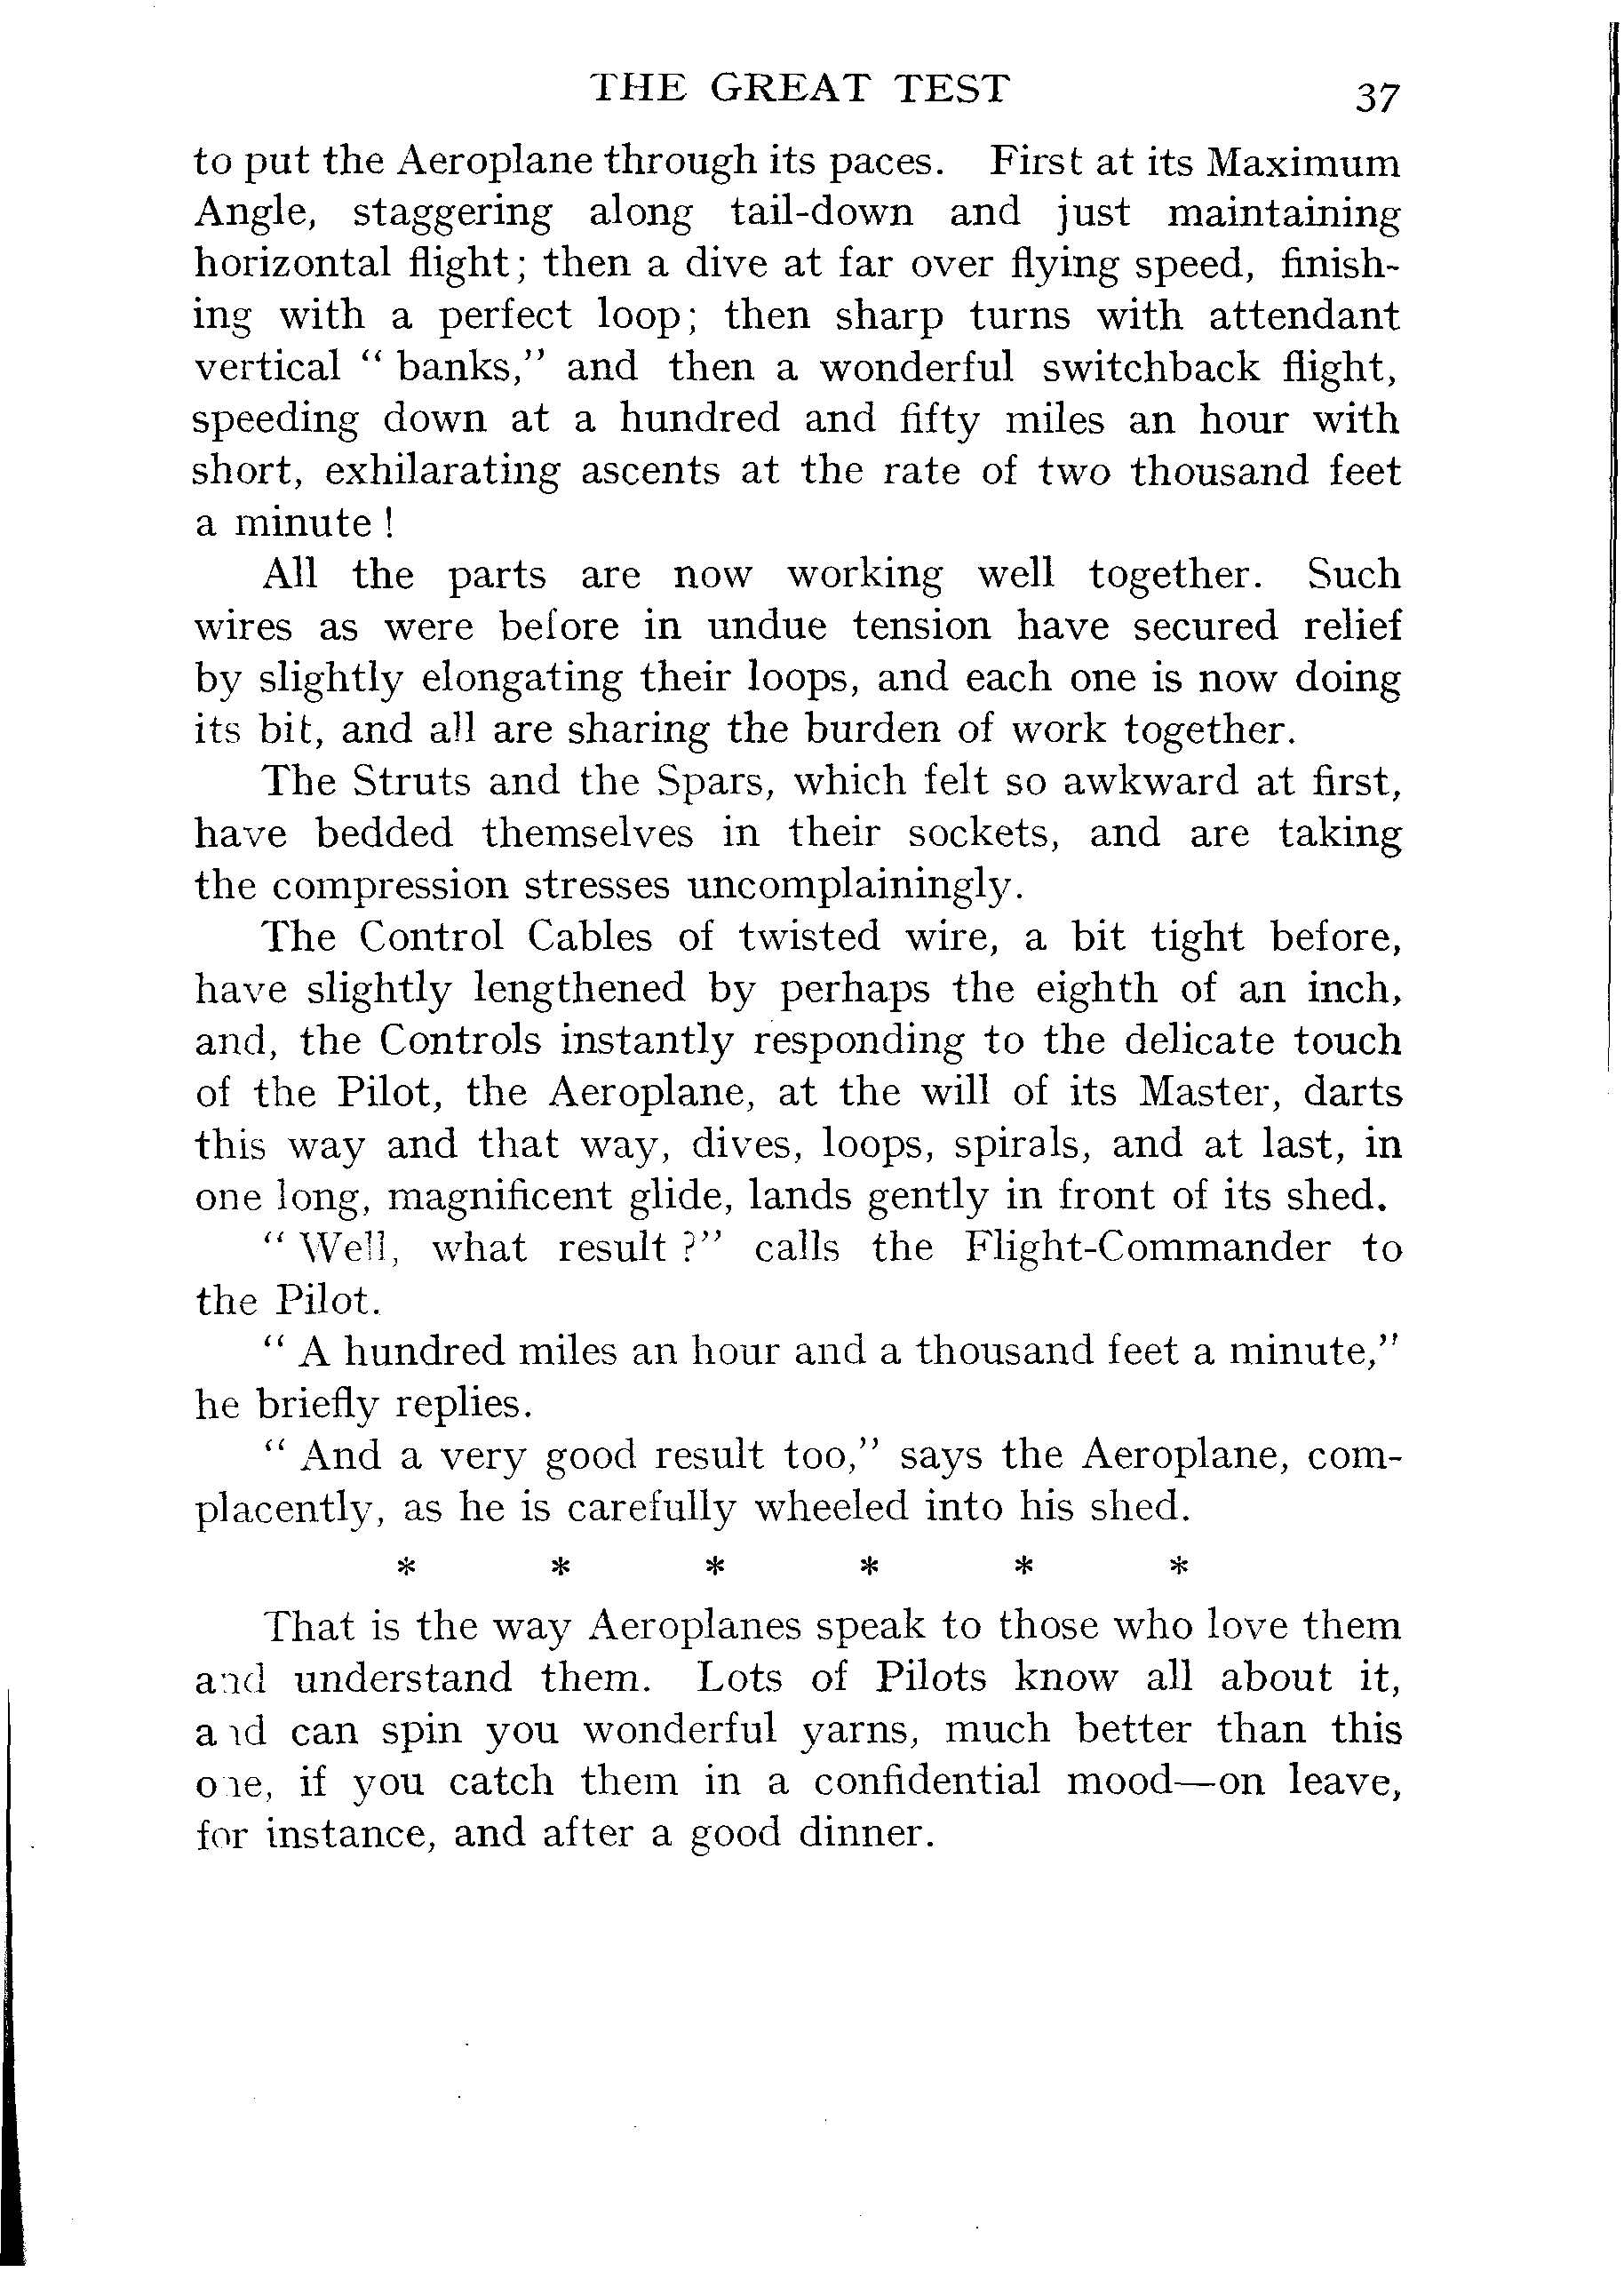 THE GREAT TEST 37
to put the Aeroplane through its paces. First at its Maximum
Angle, staggering along tail-down and just maintaining
horizontal flight; then a dive at far over flying speed, finish-
ing with a perfect loop; then sharp turns with attendant
vertical “ banks,” and then a wonderful switchback flight,
speeding down at a hundred and fifty miles an hour with
short, exhilarating ascents at the rate of two thousand feet
a minute !
All the parts are now working well together. Such
wires as were before in undue tension have secured relief
by slightly elongating their loops, and each one is now doing
its bit, and all are sharing the burden of work together.
The Struts and the Spars, which felt so awkward at first,
have bedded themselves in their sockets, and are taking
the compression stresses uncomplainingly.
The Control Cables of twisted wire, a bit tight before,
have slightly lengthened by perhaps the eighth of an inch,
and, the Controls instantly responding to the delicate touch
of the Pilot, the Aeroplane, at the will of its Master, darts
this way and that way, dives, loops, spirals, and at last, in
one long, magnificent glide, lands gently in front of its shed.
“ Well, what result ?” calls the Flight-Commander to
the Pilot.
“ A hundred miles an hour and a thousand feet a minute,”
he briefly replies.
“ And a very good result too,” says the Aeroplane, com-
placently, as he is carefully wheeled into his shed.
* * * * * *
That is the way Aeroplanes speak to those who love them
and understand them. Lots of Pilots know all about it,
and can spin you wonderful yarns, much better than this
one, if you catch them in a confidential mood—on leave,
for instance, and after a good dinner.